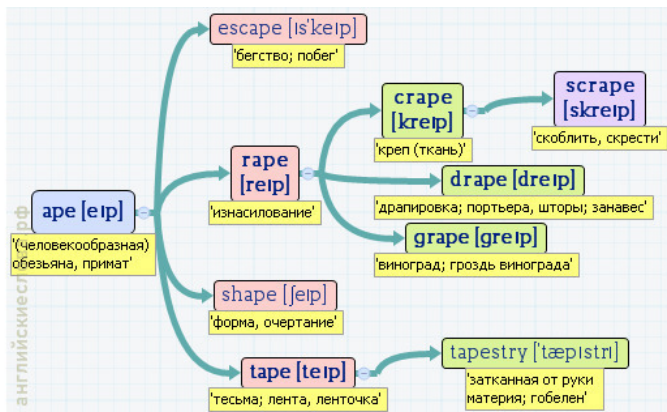 escape [ɪs'keɪp]
'бегство; побег'
crape
[kreɪp]
'креп (ткань)'
scrape
[skreɪp]
'скоблить, скрести'
rape
[reɪp]
'изнасилование'
drape [dreɪp]
'драпировка; портьера, шторы; занавес'
ape [eɪp]
'(человекообразная)
обезьяна, примат'
grape [greɪp]
'виноград; гроздь винограда'
shape [ʃeɪp]
'форма, очертание'
tape [teɪp]
'тесьма; лента, ленточка'
tapestry ['tæpɪstrɪ]
'затканная от руки
материя; гобелен'
английскиеслова.рф